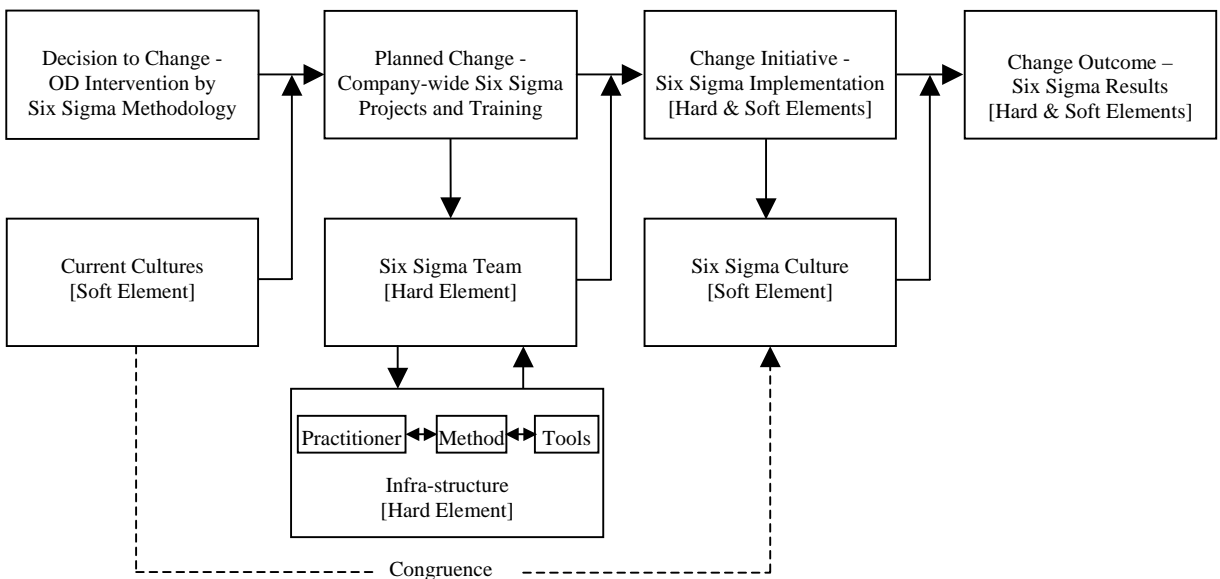 Decision to Change -
OD Intervention by
Six Sigma Methodology
Planned Change -
Company-wide Six Sigma
Projects and Training
Change Initiative -
Six Sigma Implementation
[Hard & Soft Elements]
Change Outcome –
Six Sigma Results
[Hard & Soft Elements]
Current Cultures
[Soft Element]
Six Sigma Team
[Hard Element]
Six Sigma Culture
[Soft Element]
Practitioner
Method
Tools
Infra-structure
[Hard Element]
Congruence